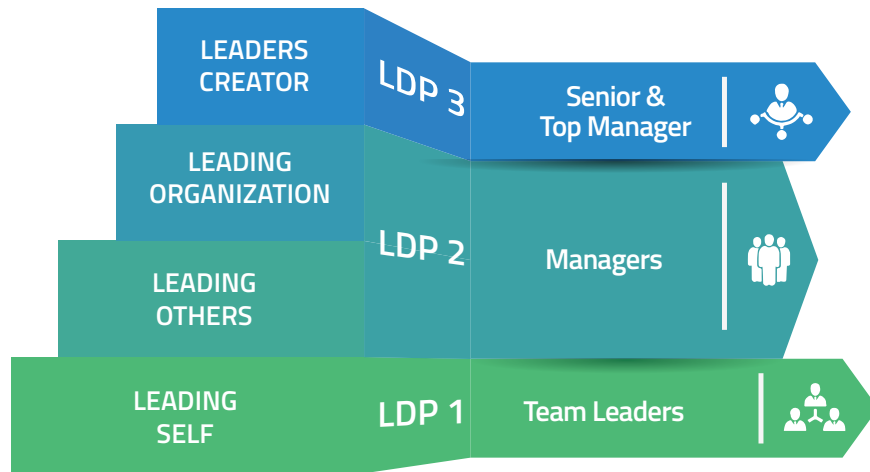 LEADERS
CREATOR
LDP 3
Senior &
Top Manager
LEADING
ORGANIZATION
LDP 2
Managers
LEADING
OTHERS
LEADING
SELF
LDP 1
Team Leaders